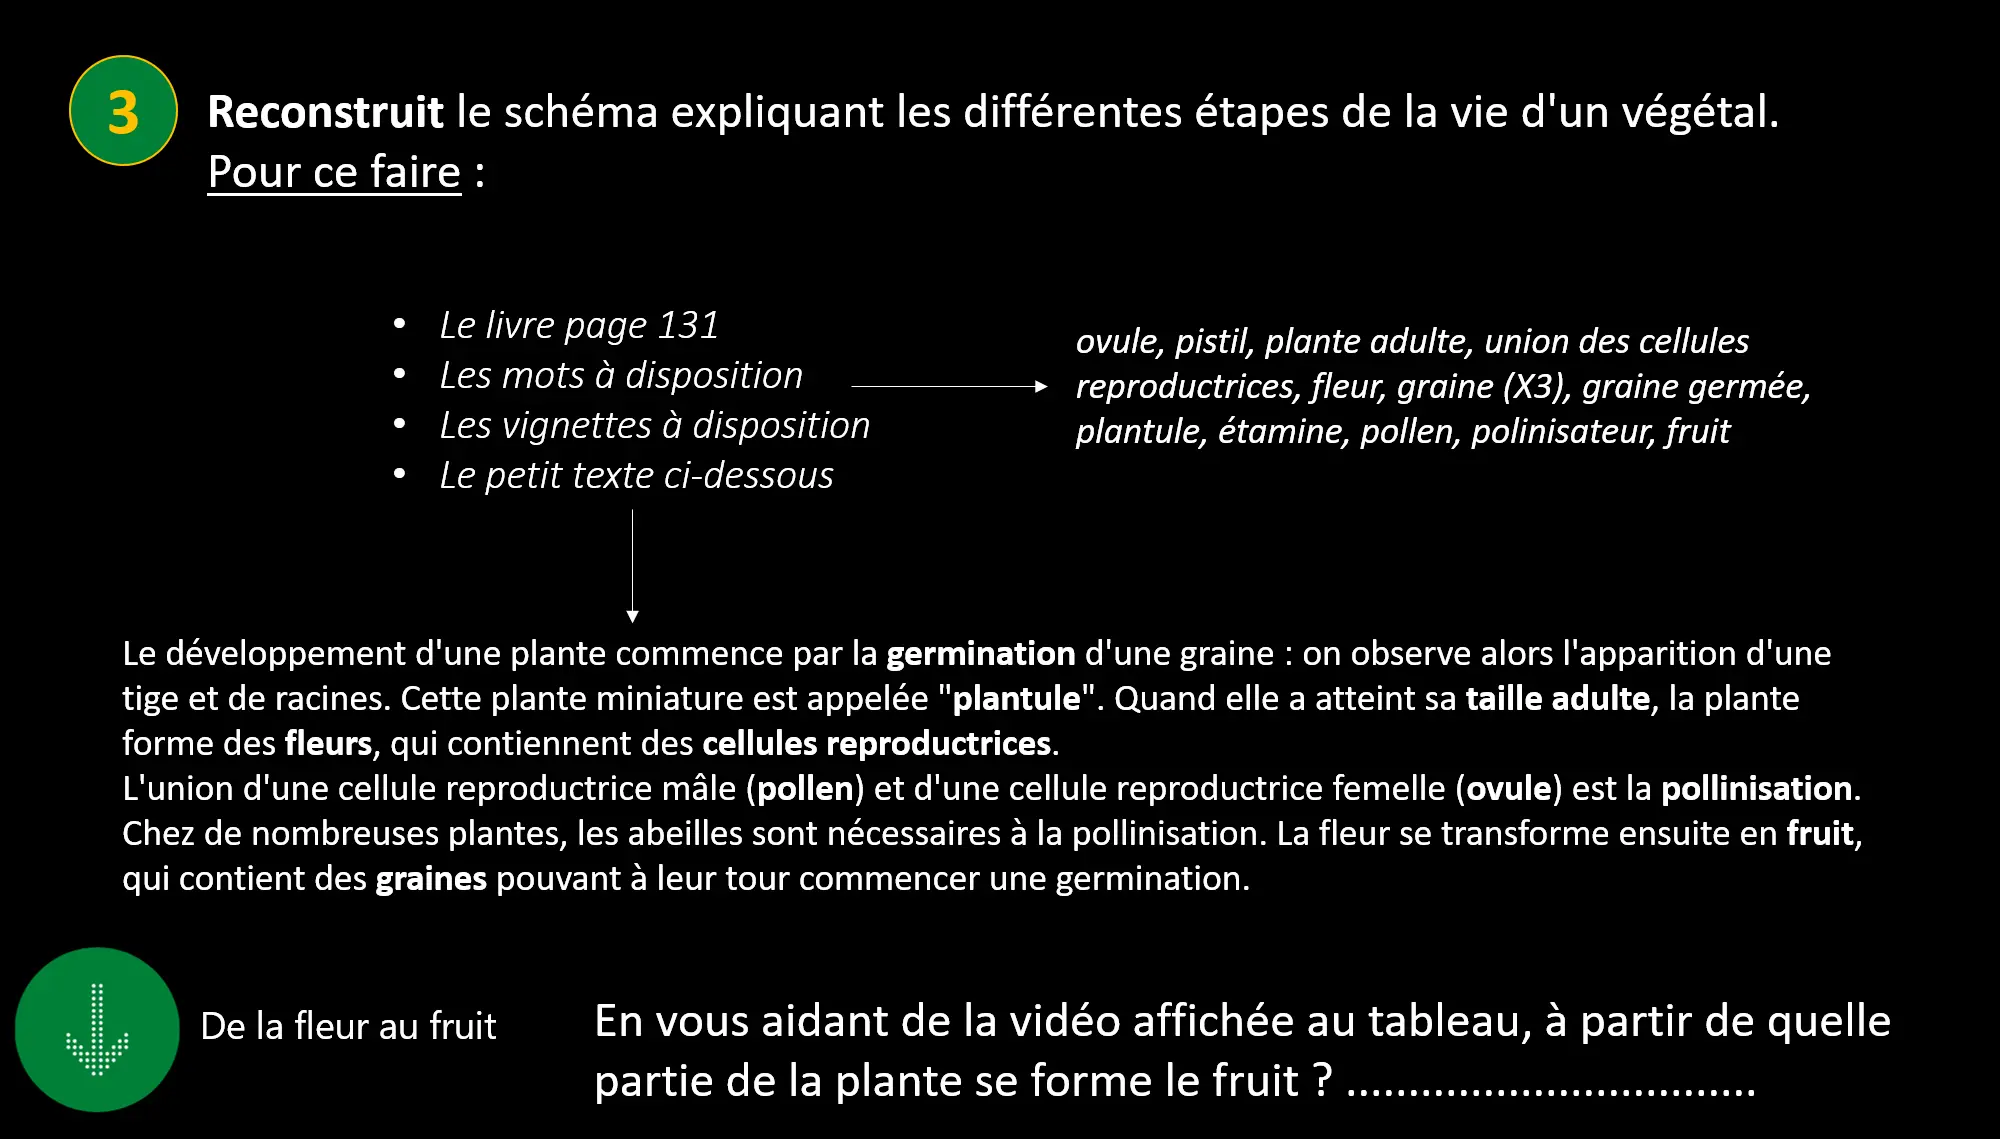 3
Reconstruit le schéma expliquant les différentes étapes de la vie d'un végétal.
Pour ce faire :
• Le livre page 131
• Les mots à disposition
• Les vignettes à disposition
• Le petit texte ci-dessous
ovule, pistil, plante adulte, union des cellules
reproductrices, fleur, graine (X3), graine germée,
plantule, étamine, pollen, polinisateur, fruit
Le développement d'une plante commence par la germination d'une graine : on observe alors l'apparition d'une
tige et de racines. Cette plante miniature est appelée "plantule". Quand elle a atteint sa taille adulte, la plante
forme des fleurs, qui contiennent des cellules reproductrices.
L'union d'une cellule reproductrice mâle (pollen) et d'une cellule reproductrice femelle (ovule) est la pollinisation.
Chez de nombreuses plantes, les abeilles sont nécessaires à la pollinisation. La fleur se transforme ensuite en fruit,
qui contient des graines pouvant à leur tour commencer une germination.
De la fleur au fruit
En vous aidant de la vidéo affichée au tableau, à partir de quelle
partie de la plante se forme le fruit ? .................................